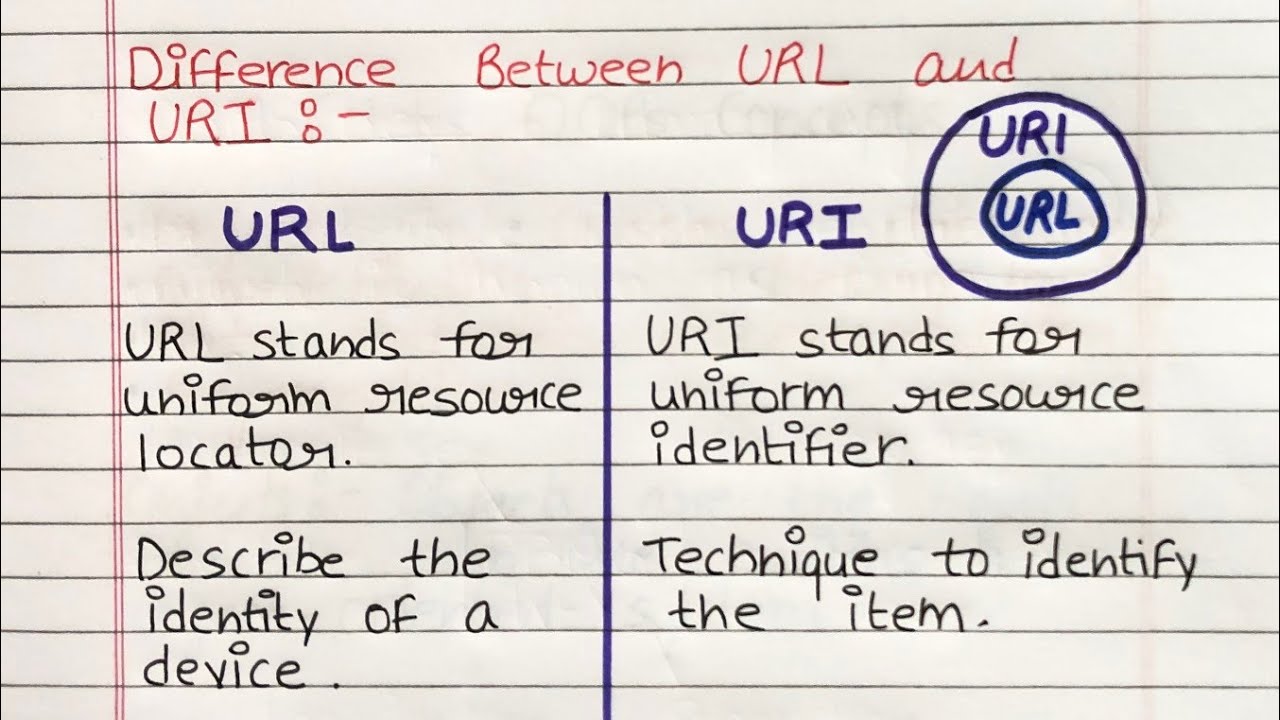 Difference Between URL and
URI :-
URI
URL
URL
URL stands for
uniform resource
locator.
Describe the
identity of a
device.
URI
URI stands for
uniform resource
identifier.
Technique to identify
the item.